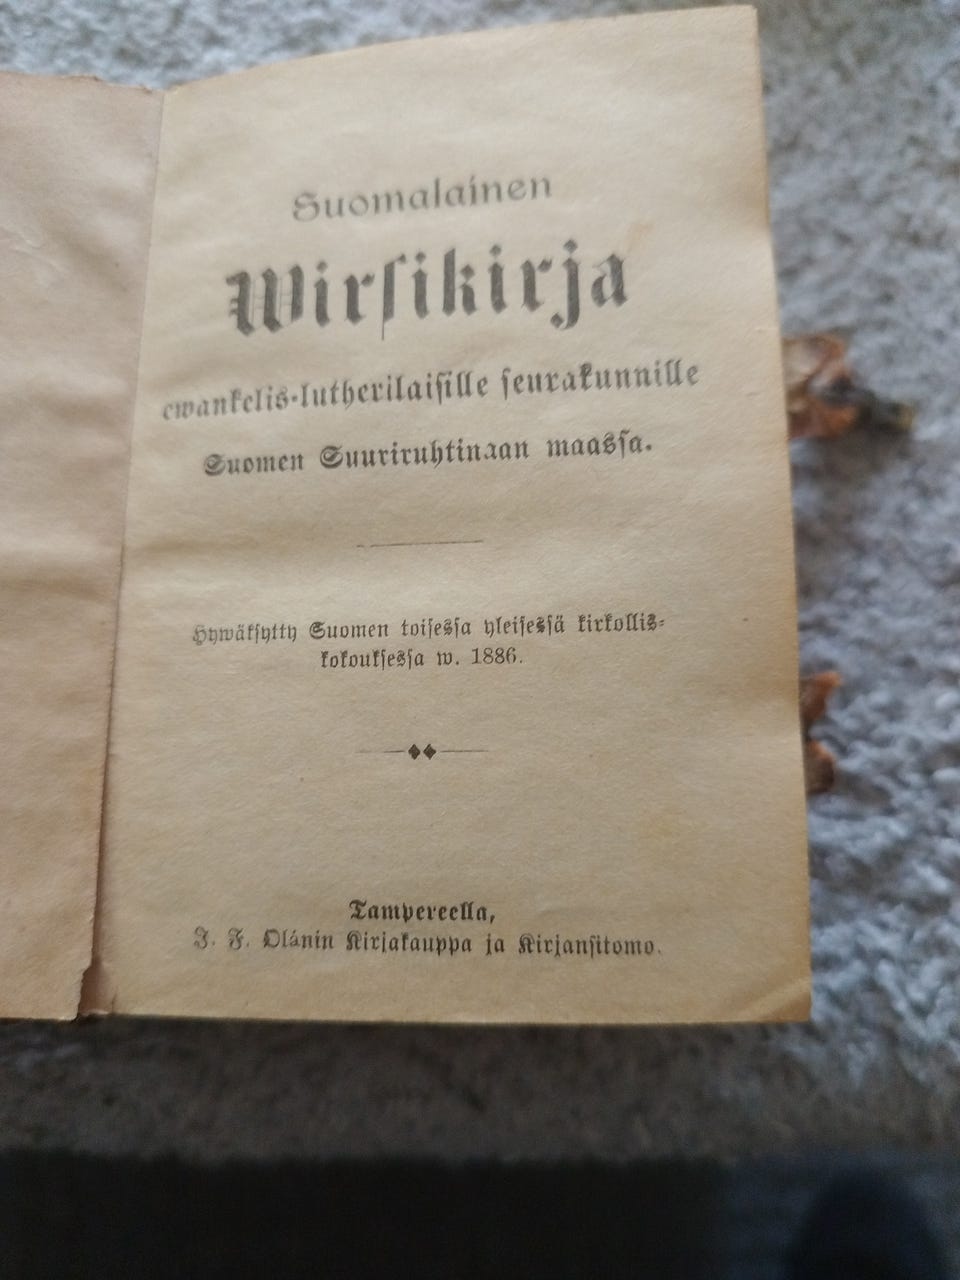 Suomalainen
Wirsikirja
ewankelis-lutherilaisille seurakunnille
Suomen Suuriruhtinaan maassa.
Hywäksytty Suomen toisessa yleisessä kirkollis-
kokouksessa w. 1886.
Tampereella,
J. F. Olánin Kirjakauppa ja Kirjansitomo.